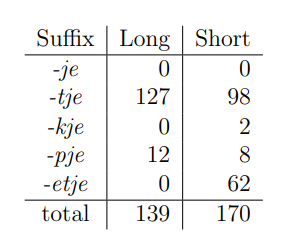 Suffix Long Short
-je 0 0
-tje 127 98
-kje 0 2
-pje 12 8
-etje 0 62
total 139 170